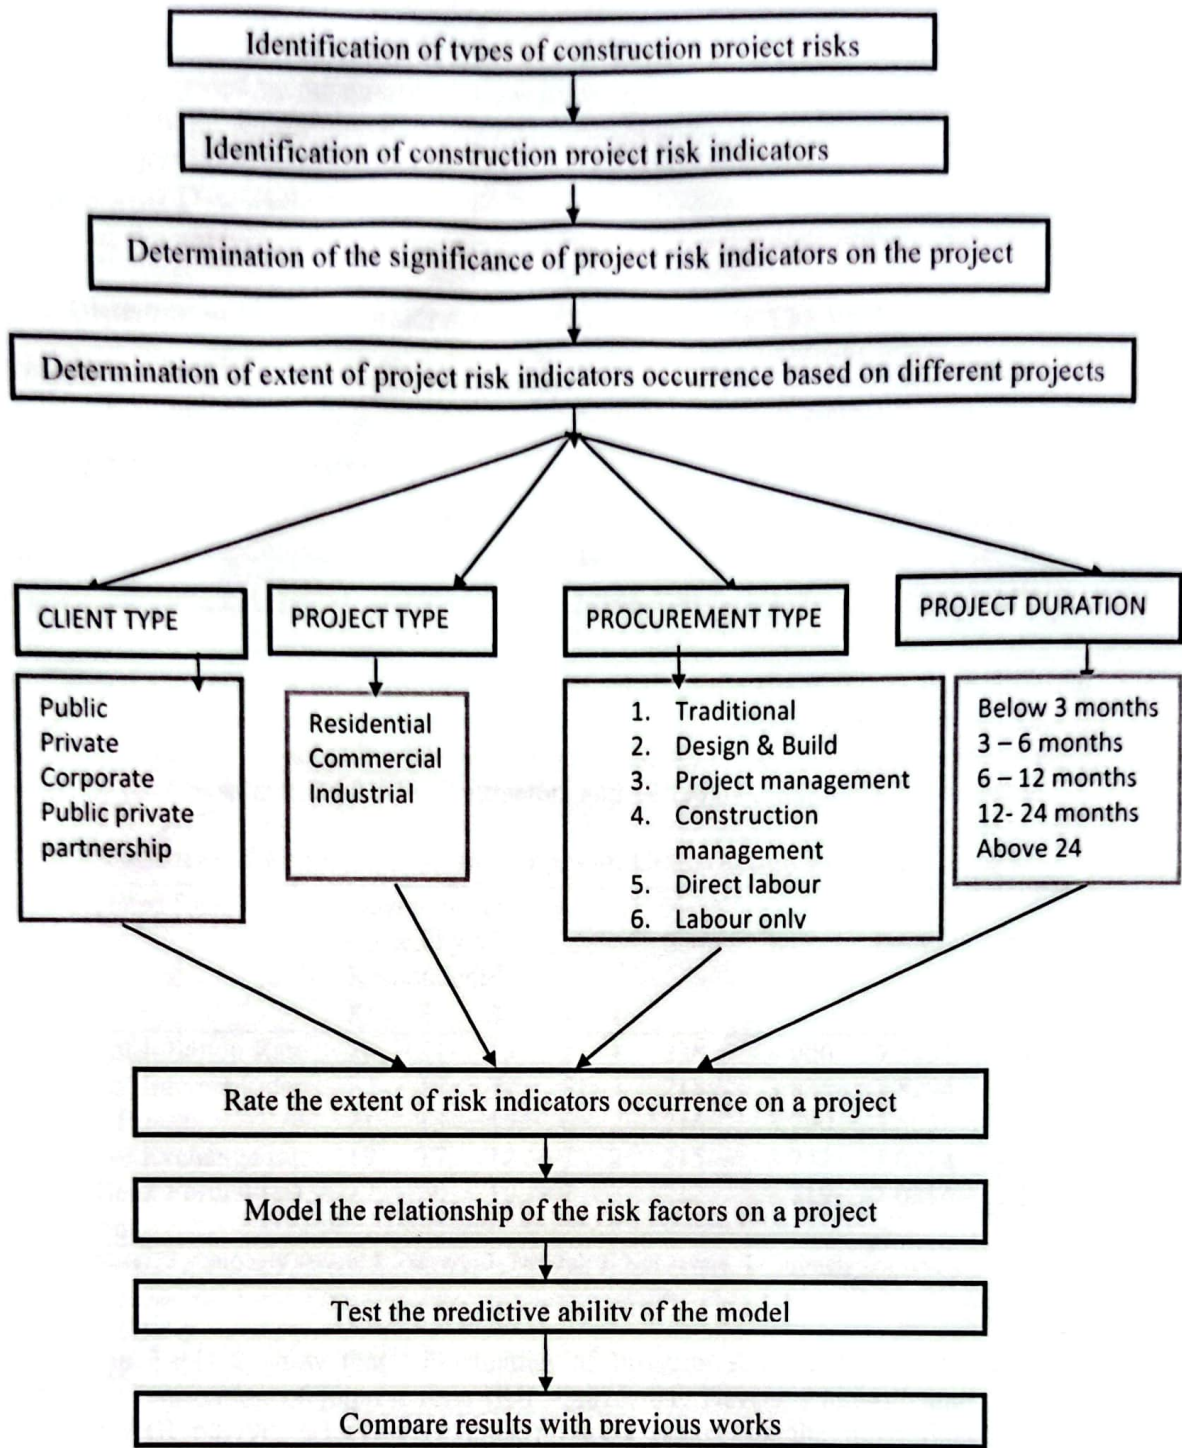 Identification of types of construction project risks
Identification of construction project risk indicators
Determination of the significance of project risk indicators on the project
Determination of extent of project risk indicators occurrence based on different projects
CLIENT TYPE
Public
Private
Corporate
Public private
partnership
PROJECT TYPE
Residential
Commercial
Industrial
PROCUREMENT TYPE
1. Traditional
2. Design & Build
3. Project management
4. Construction
management
5. Direct labour
6. Labour only
PROJECT DURATION
Below 3 months
3 – 6 months
6 – 12 months
12- 24 months
Above 24
Rate the extent of risk indicators occurrence on a project
Model the relationship of the risk factors on a project
Test the predictive ability of the model
Compare results with previous works